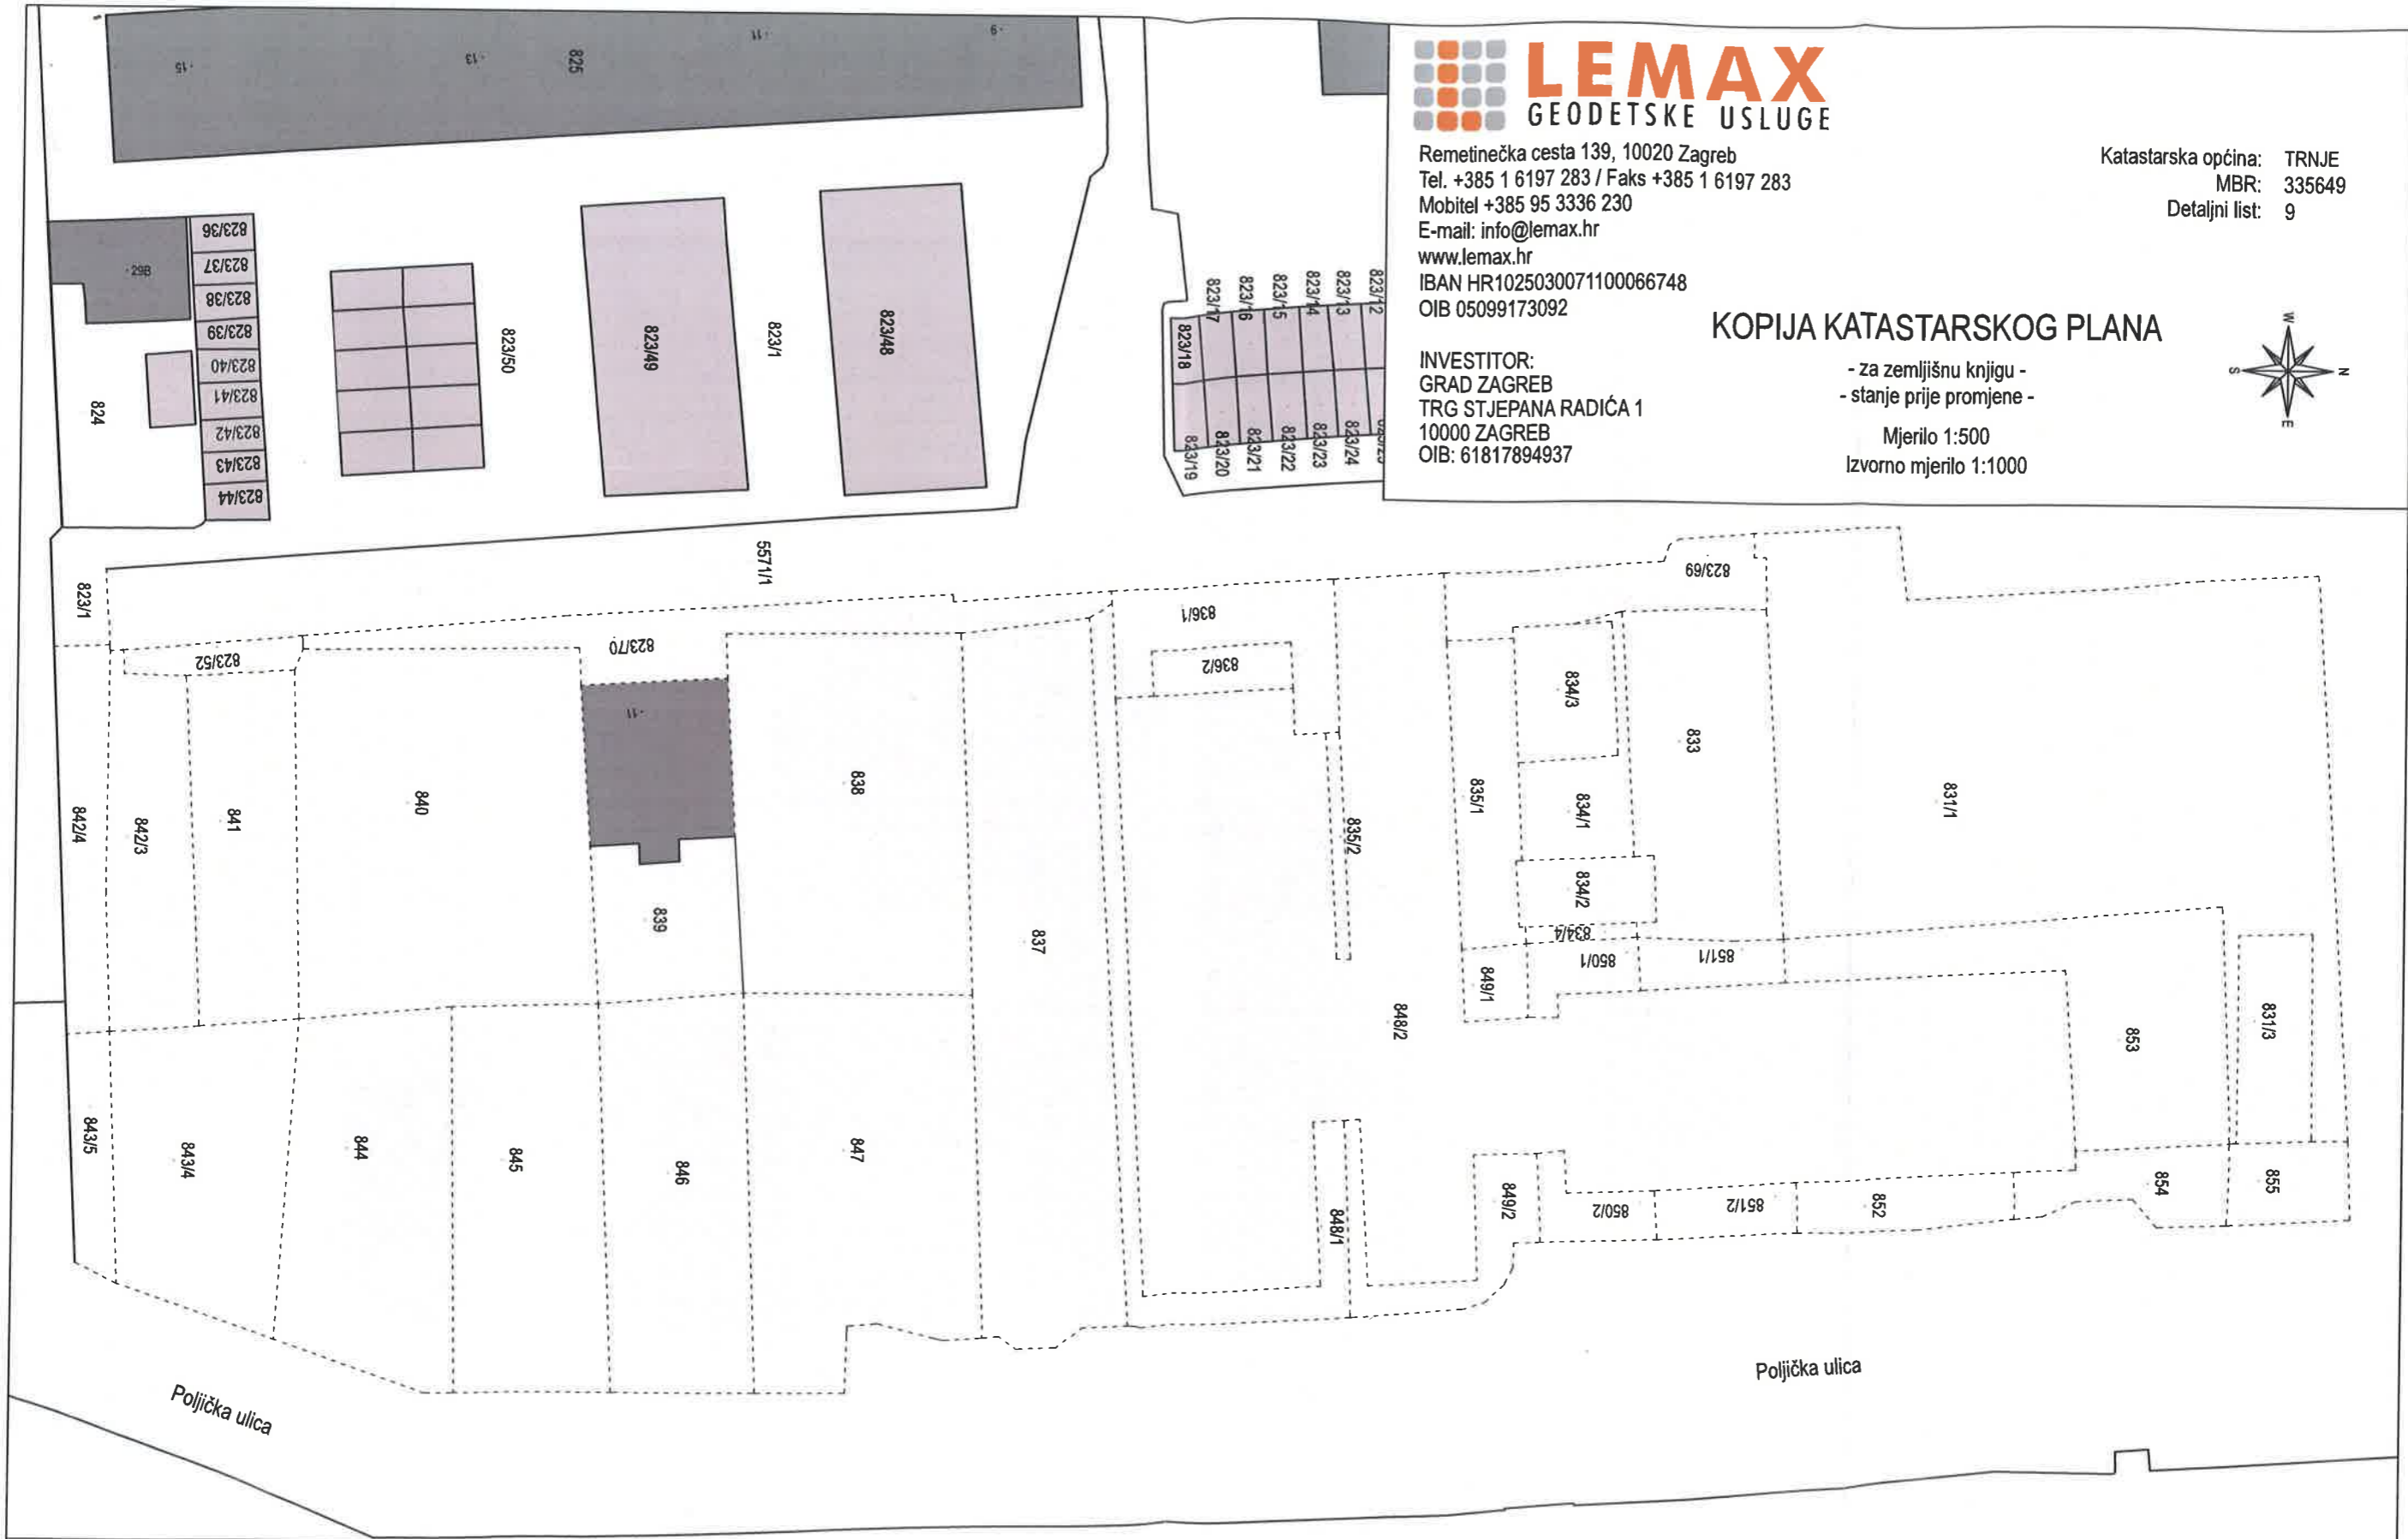 LEMAX
GEODETSKE USLUGE
Remetinečka cesta 139, 10020 Zagreb
Tel. +385 1 6197 283 / Faks +385 1 6197 283
Mobitel +385 95 3336 230
E-mail: info@lemax.hr
www.lemax.hr
IBAN HR1025030071100066748
OIB 05099173092
INVESTITOR:
GRAD ZAGREB
TRG STJEPANA RADIĆA 1
10000 ZAGREB
OIB: 61817894937
Katastarska općina: TRNJE
MBR: 335649
Detaljni list: 9
KOPIJA KATASTARSKOG PLANA
- za zemljišnu knjigu -
- stanje prije promjene -
Mjerilo 1:500
Izvorno mjerilo 1:1000
W
S
N
E
15
13
825
11
9
29B
823/36
823/37
823/38
823/39
823/40
823/41
823/42
823/43
823/44
824
823/50
823/49
823/1
823/48
823/17
823/16
823/15
823/14
823/13
823/12
823/18
823/19
823/20
823/21
823/22
823/23
823/24
5571/1
823/1
823/52
823/70
836/1
836/2
823/69
11
842/4
842/3
841
840
839
838
837
835/2
835/1
834/3
834/1
834/2
834/4
833
831/1
849/1
850/1
851/1
848/2
853
831/3
843/5
843/4
844
845
846
847
848/1
849/2
850/2
851/2
852
854
855
Poljička ulica
Poljička ulica